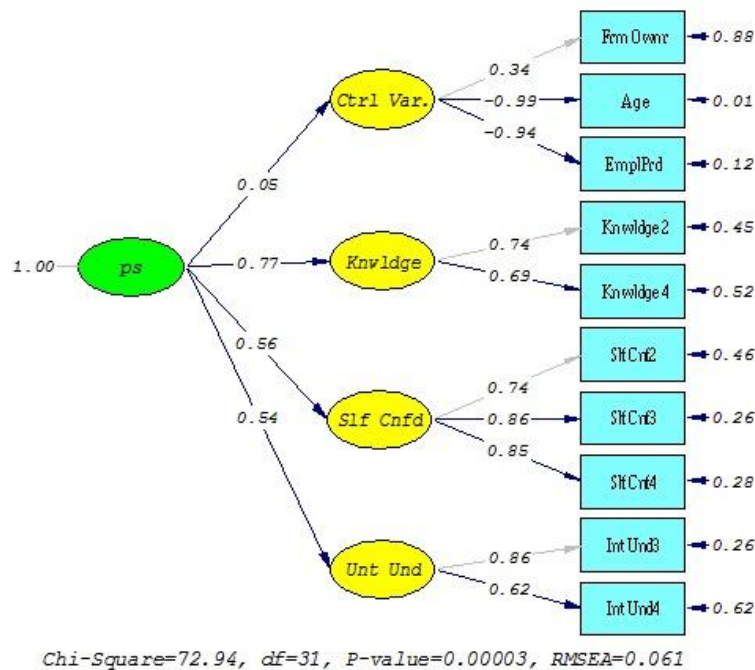 Frm Ownr
0.88
0.34
Ctrl Var.
-0.99
Age
0.01
-0.94
EmplPrd
0.12
0.05
Knwldge2
0.45
0.74
1.00
ps
0.77
Knwldge
0.69
Knwldge4
0.52
0.56
SlfCnf2
0.46
0.74
0.54
Slf Cnfd
0.86
SlfCnf3
0.26
0.85
SlfCnf4
0.28
IntUnd3
0.26
0.86
Unt Und
0.62
IntUnd4
0.62
Chi-Square=72.94, df=31, P-value=0.00003, RMSEA=0.061